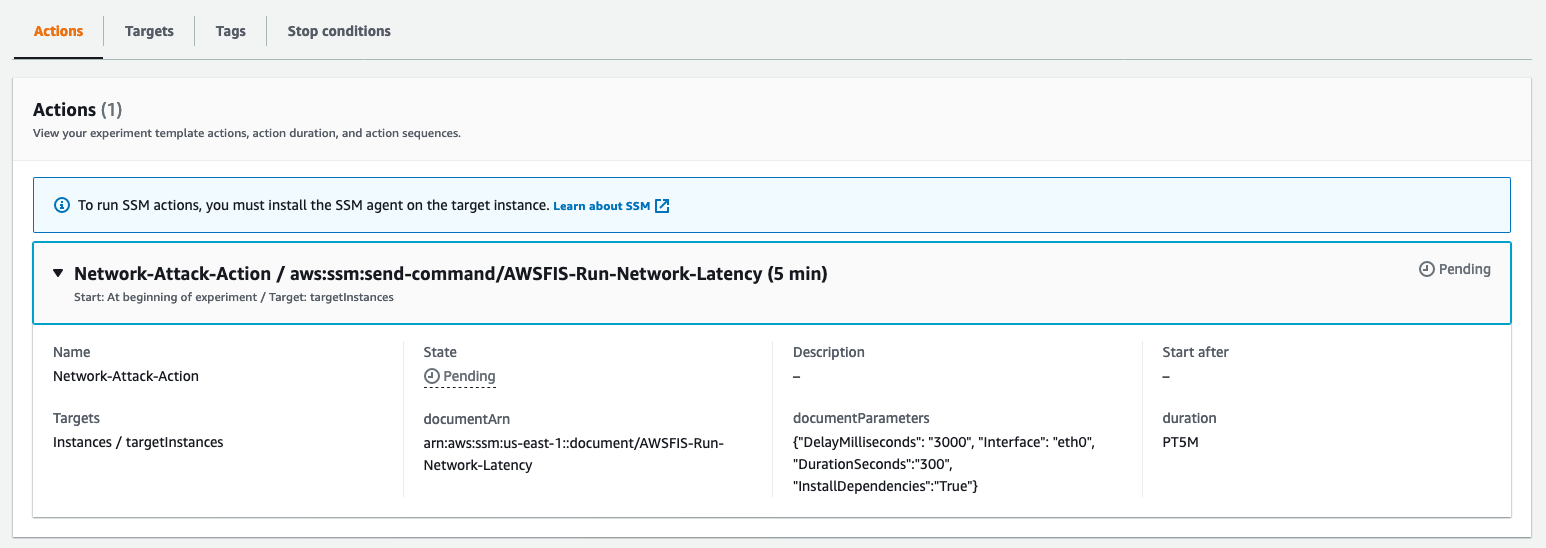 Actions
Targets
Tags
Stop conditions
Actions (1)
View your experiment template actions, action duration, and action sequences.
To run SSM actions, you must install the SSM agent on the target instance. Learn about SSM
Network-Attack-Action / aws:ssm:send-command/AWSFIS-Run-Network-Latency (5 min)
Pending
Start: At beginning of experiment / Target: targetInstances
Name
Network-Attack-Action
State
Pending
Description
–
Start after
–
Targets
Instances / targetInstances
documentArn
arn:aws:ssm:us-east-1::document/AWSFIS-Run-
Network-Latency
documentParameters
{"DelayMilliseconds": "3000", "Interface": "eth0",
"DurationSeconds":"300",
"InstallDependencies":"True"}
duration
PT5M